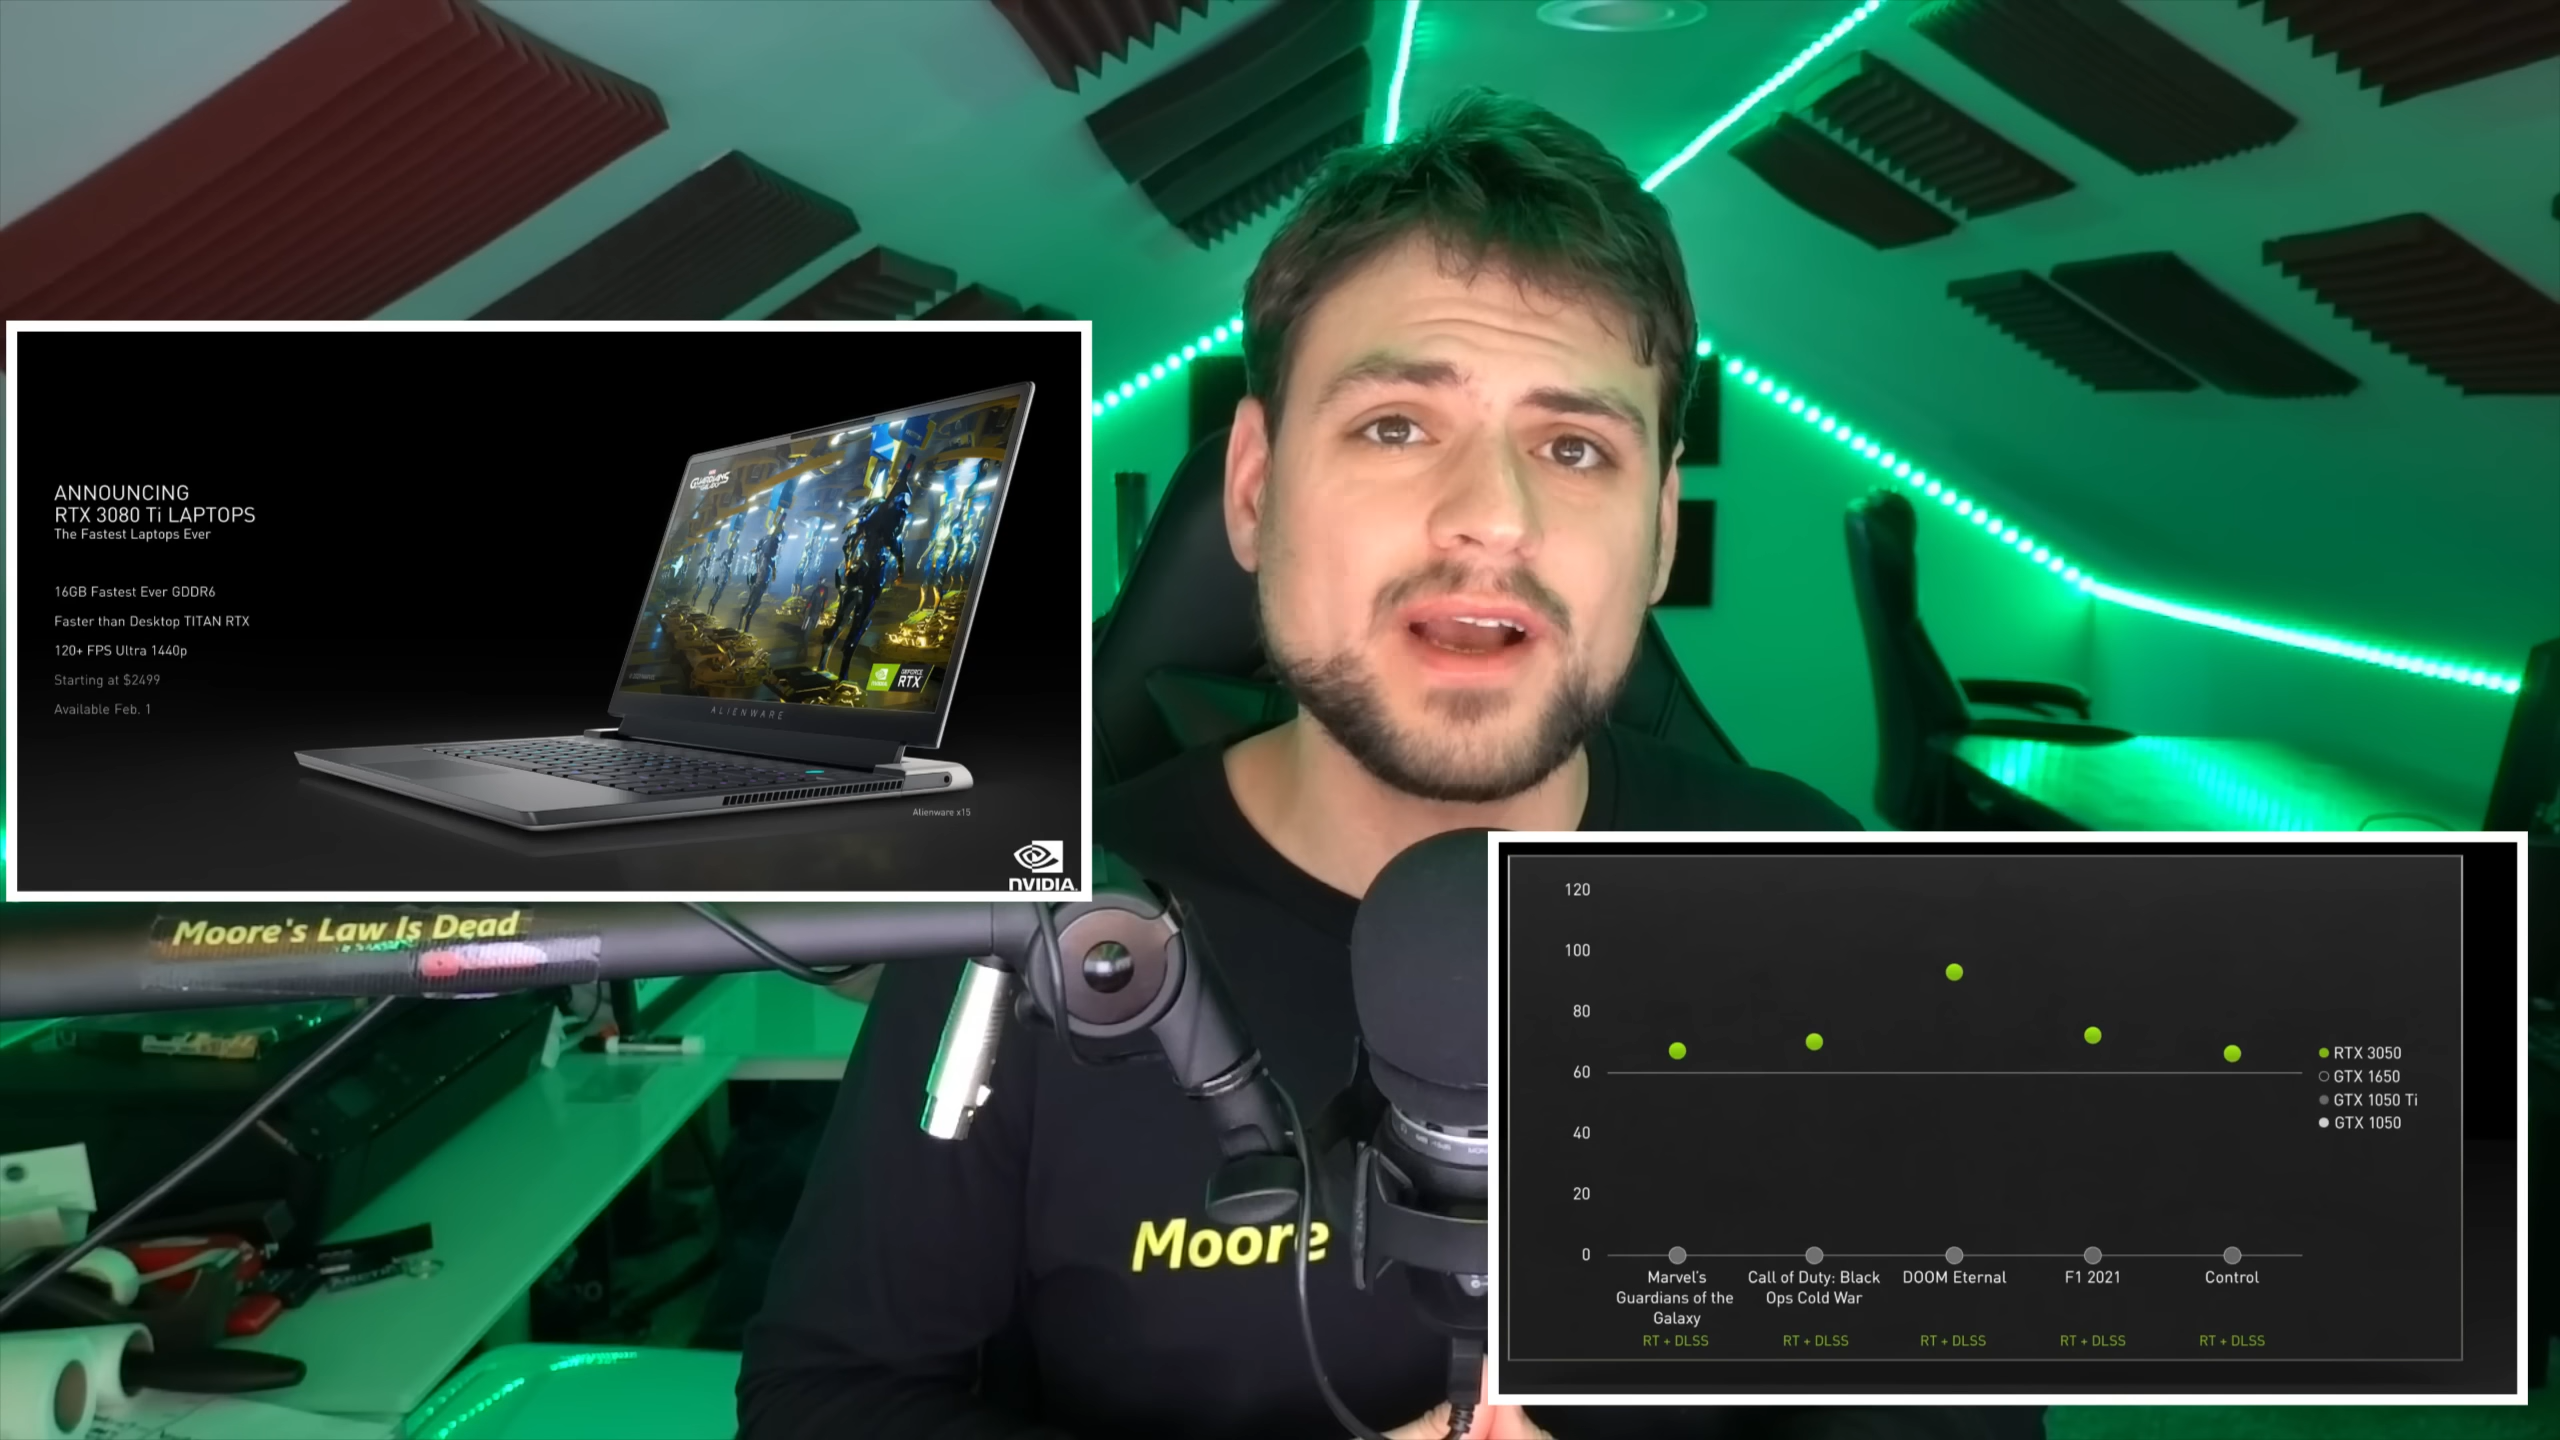 ANNOUNCING
RTX 3080 Ti LAPTOPS
The Fastest Laptops Ever
16GB Fastest Ever GDDR6
Faster than Desktop TITAN RTX
120+ FPS Ultra 1440p
Starting at $2499
Available Feb. 1
GUARDIANS
NVIDIA
GEFORCE
RTX
ALIENWARE
Alienware x15
NVIDIA.
Moore's Law Is Dead
Moore
120
100
80
60
40
20
0
RTX 3050
GTX 1650
GTX 1050 Ti
GTX 1050
Marvel's Call of Duty: Black DOOM Eternal F1 2021 Control
Guardians of the Ops Cold War
Galaxy
RT + DLSS RT + DLSS RT + DLSS RT + DLSS RT + DLSS